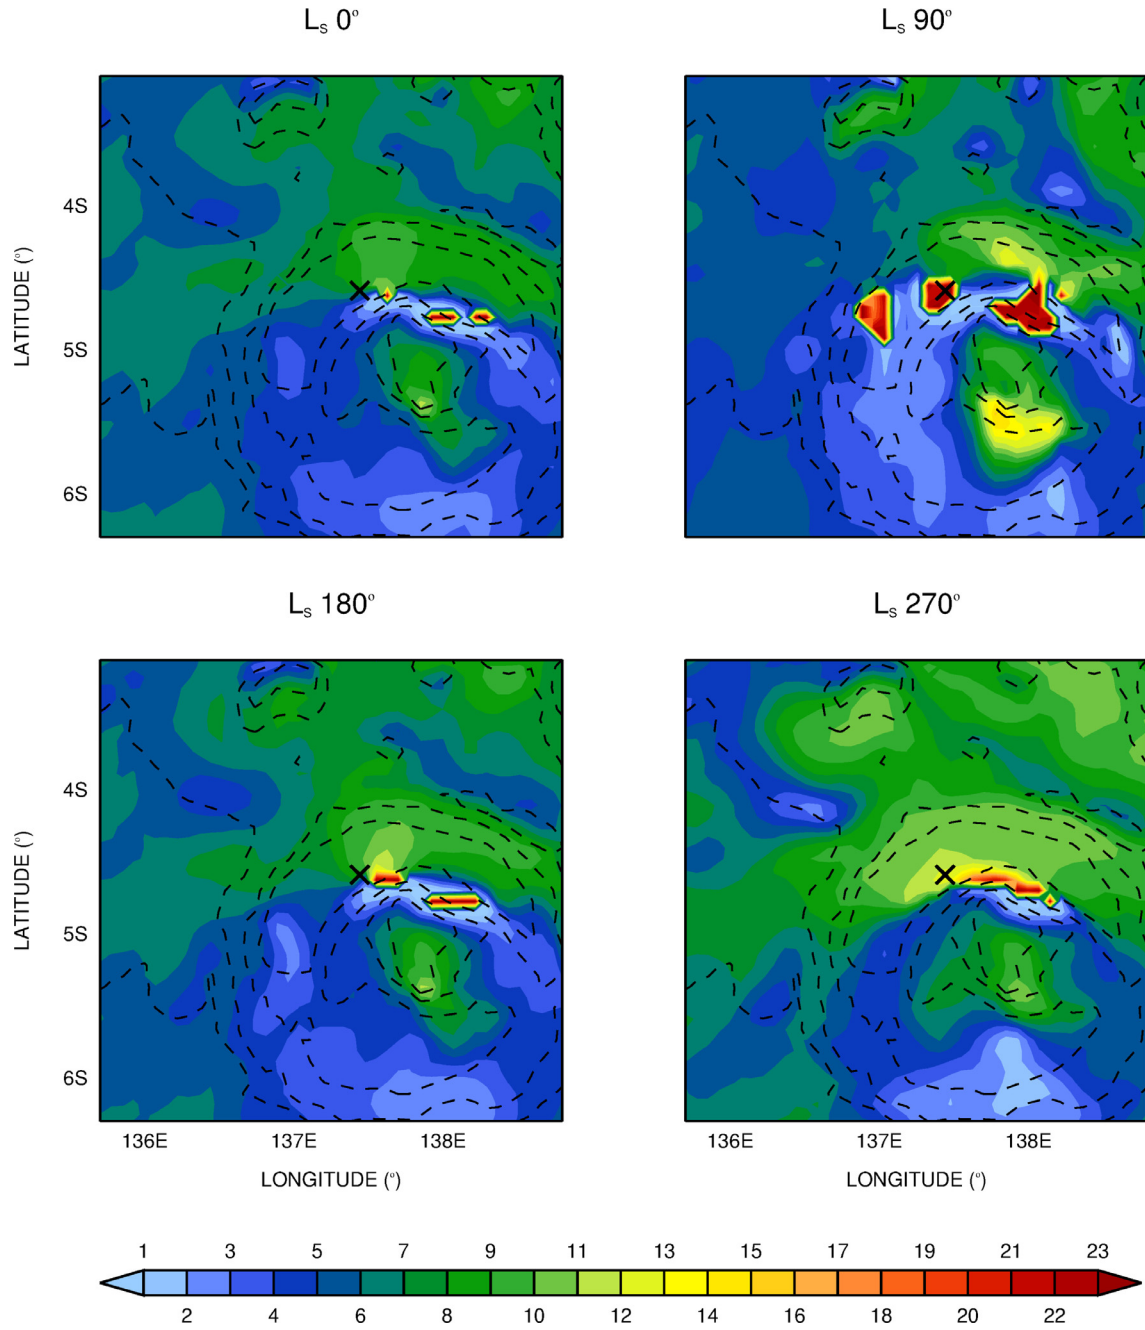 Ls 0° Ls 90°
4S
5S
6S
LATITUDE (°)
Ls 180° Ls 270°
4S
5S
6S
LATITUDE (°)
136E 137E 138E 136E 137E 138E
LONGITUDE (°) LONGITUDE (°)
1 3 5 7 9 11 13 15 17 19 21 23
2 4 6 8 10 12 14 16 18 20 22